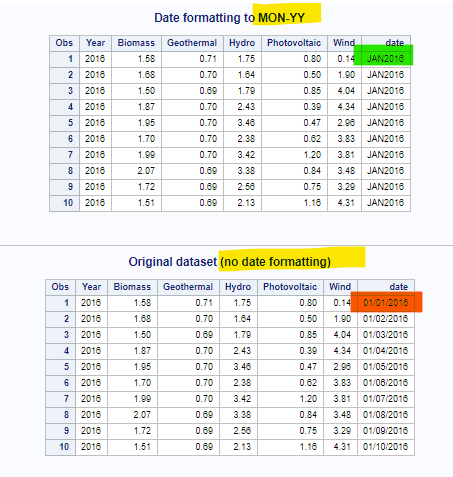 Date formatting to MON-YY
Obs Year Biomass Geothermal Hydro Photovoltaic Wind date
1 2016 1.58 0.71 1.75 0.80 0.14 JAN2016
2 2016 1.68 0.70 1.64 0.50 1.90 JAN2016
3 2016 1.50 0.69 1.79 0.85 4.04 JAN2016
4 2016 1.87 0.70 2.43 0.39 4.34 JAN2016
5 2016 1.95 0.70 3.46 0.47 2.96 JAN2016
6 2016 1.70 0.70 2.38 0.62 3.83 JAN2016
7 2016 1.99 0.70 3.42 1.20 3.81 JAN2016
8 2016 2.07 0.69 3.38 0.84 3.48 JAN2016
9 2016 1.72 0.69 2.56 0.75 3.29 JAN2016
10 2016 1.51 0.69 2.13 1.16 4.31 JAN2016
Original dataset (no date formatting)
Obs Year Biomass Geothermal Hydro Photovoltaic Wind date
1 2016 1.58 0.71 1.75 0.80 0.14 01/01/2016
2 2016 1.68 0.70 1.64 0.50 1.90 01/02/2016
3 2016 1.50 0.69 1.79 0.85 4.04 01/03/2016
4 2016 1.87 0.70 2.43 0.39 4.34 01/04/2016
5 2016 1.95 0.70 3.46 0.47 2.96 01/05/2016
6 2016 1.70 0.70 2.38 0.62 3.83 01/06/2016
7 2016 1.99 0.70 3.42 1.20 3.81 01/07/2016
8 2016 2.07 0.69 3.38 0.84 3.48 01/08/2016
9 2016 1.72 0.69 2.56 0.75 3.29 01/09/2016
10 2016 1.51 0.69 2.13 1.16 4.31 01/10/2016